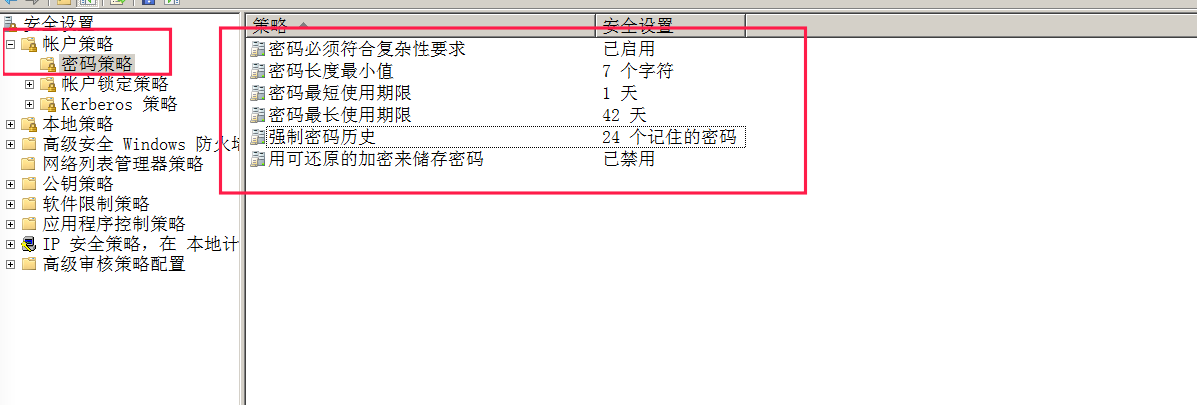 安全设置
帐户策略
密码策略
帐户锁定策略
Kerberos 策略
本地策略
高级安全 Windows 防火墙
网络列表管理器策略
公钥策略
软件限制策略
应用程序控制策略
IP 安全策略，在 本地计
高级审核策略配置
策略 安全设置
密码必须符合复杂性要求 已启用
密码长度最小值 7 个字符
密码最短使用期限 1 天
密码最长使用期限 42 天
强制密码历史 24 个记住的密码
用可还原的加密来储存密码 已禁用